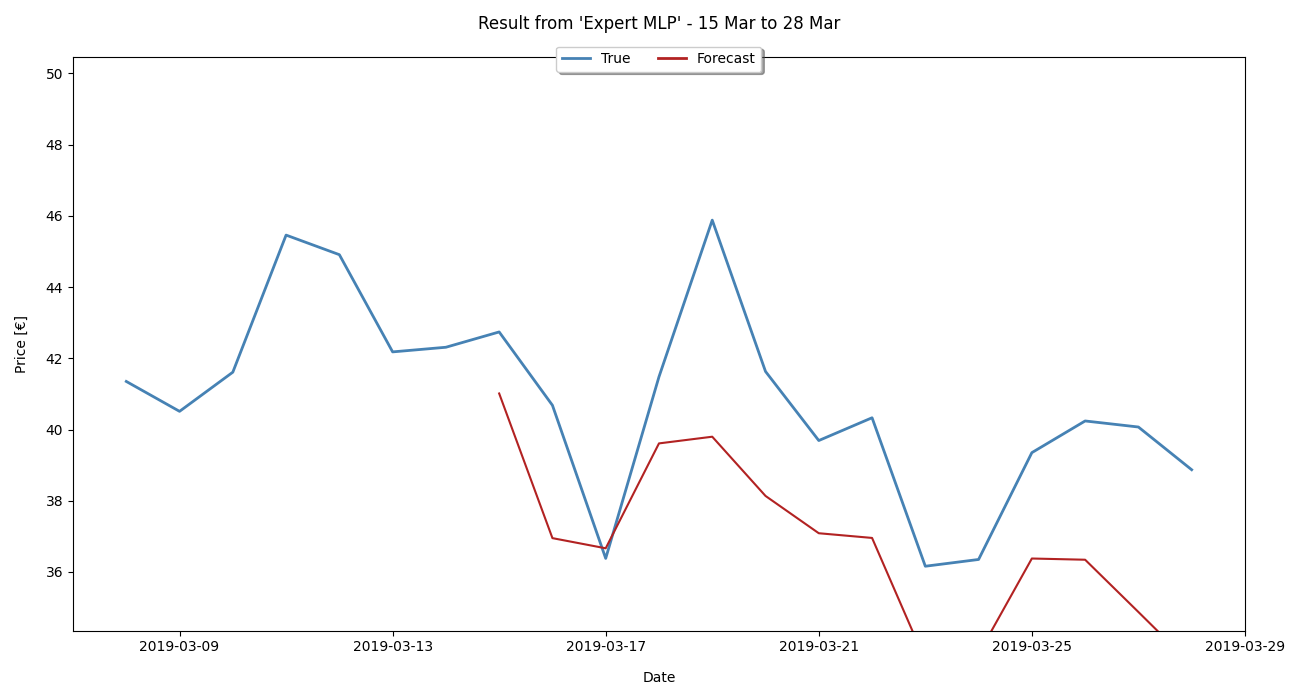 Result from 'Expert MLP' - 15 Mar to 28 Mar
True Forecast
50
48
46
44
42
40
38
36
Price [€]
2019-03-09 2019-03-13 2019-03-17 2019-03-21 2019-03-25 2019-03-29
Date